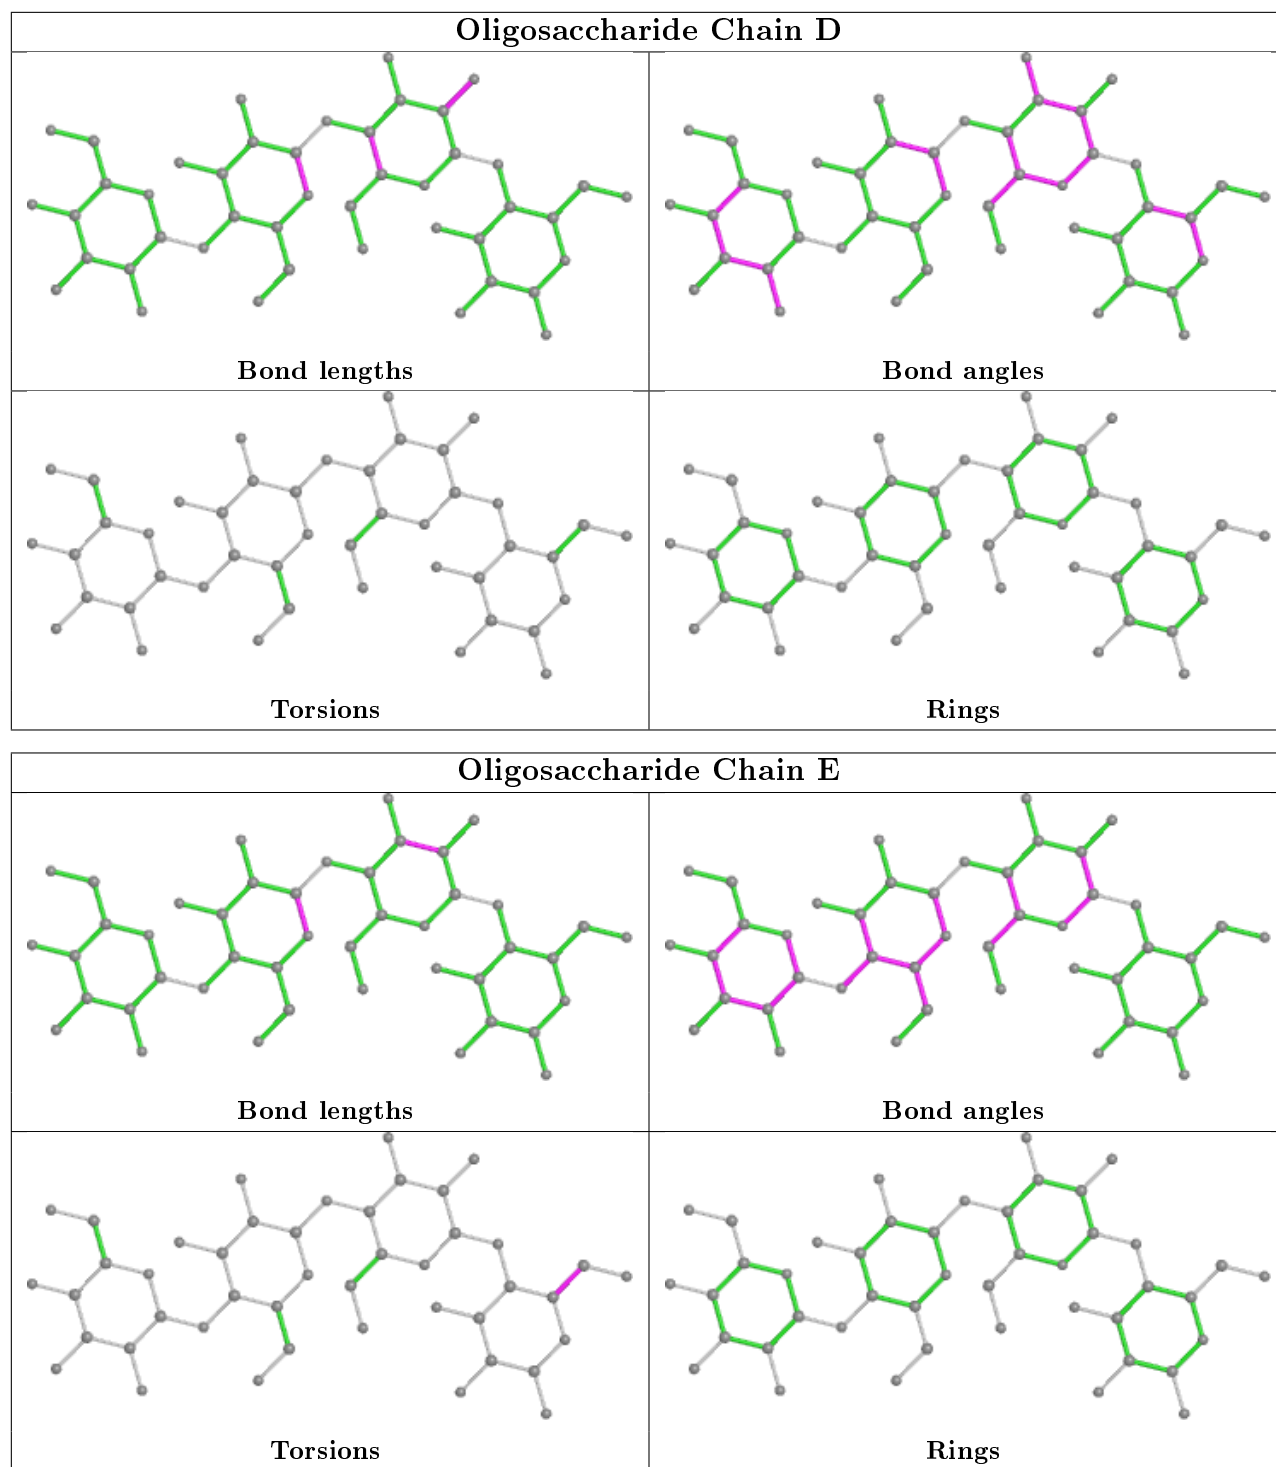 Oligosaccharide Chain D
Bond lengths
Bond angles
Torsions
Rings
Oligosaccharide Chain E
Bond lengths
Bond angles
Torsions
Rings